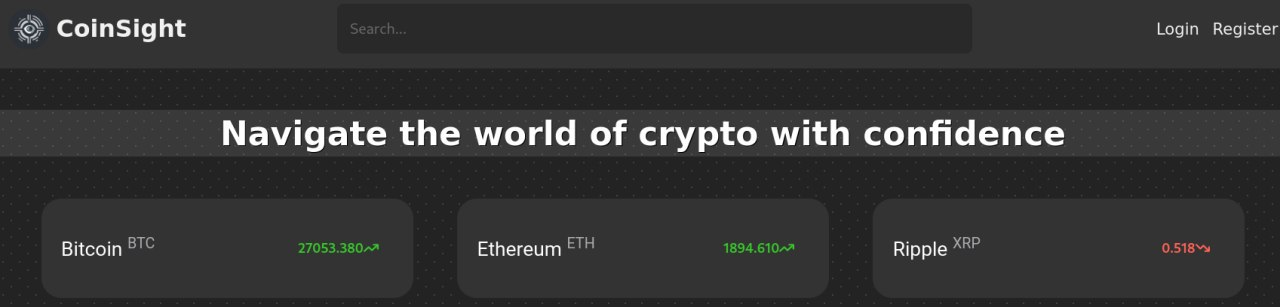 CoinSight Search... Login Register
Navigate the world of crypto with confidence
Bitcoin BTC 27053.380 Ethereum ETH 1894.610 Ripple XRP 0.518